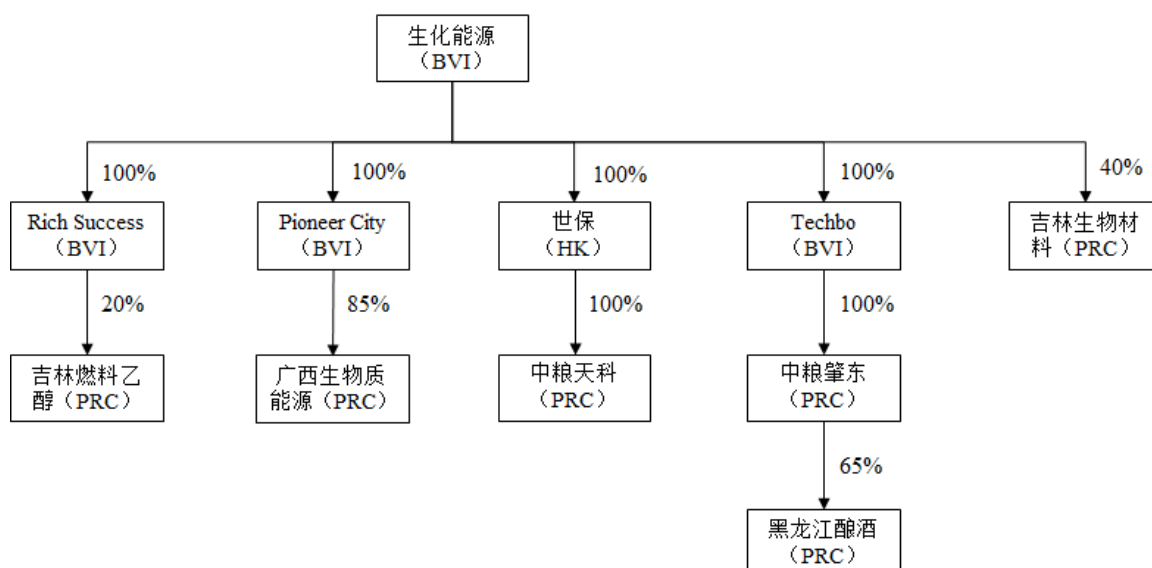 生化能源
（BVI）
100%
100%
100%
100%
40%
Rich Success
（BVI）
Pioneer City
（BVI）
世保
（HK）
Techbo
（BVI）
吉林生物材
料（PRC）
20%
85%
100%
100%
吉林燃料乙
醇（PRC）
广西生物质
能源（PRC）
中粮天科
（PRC）
中粮肇东
（PRC）
65%
黑龙江酿酒
（PRC）